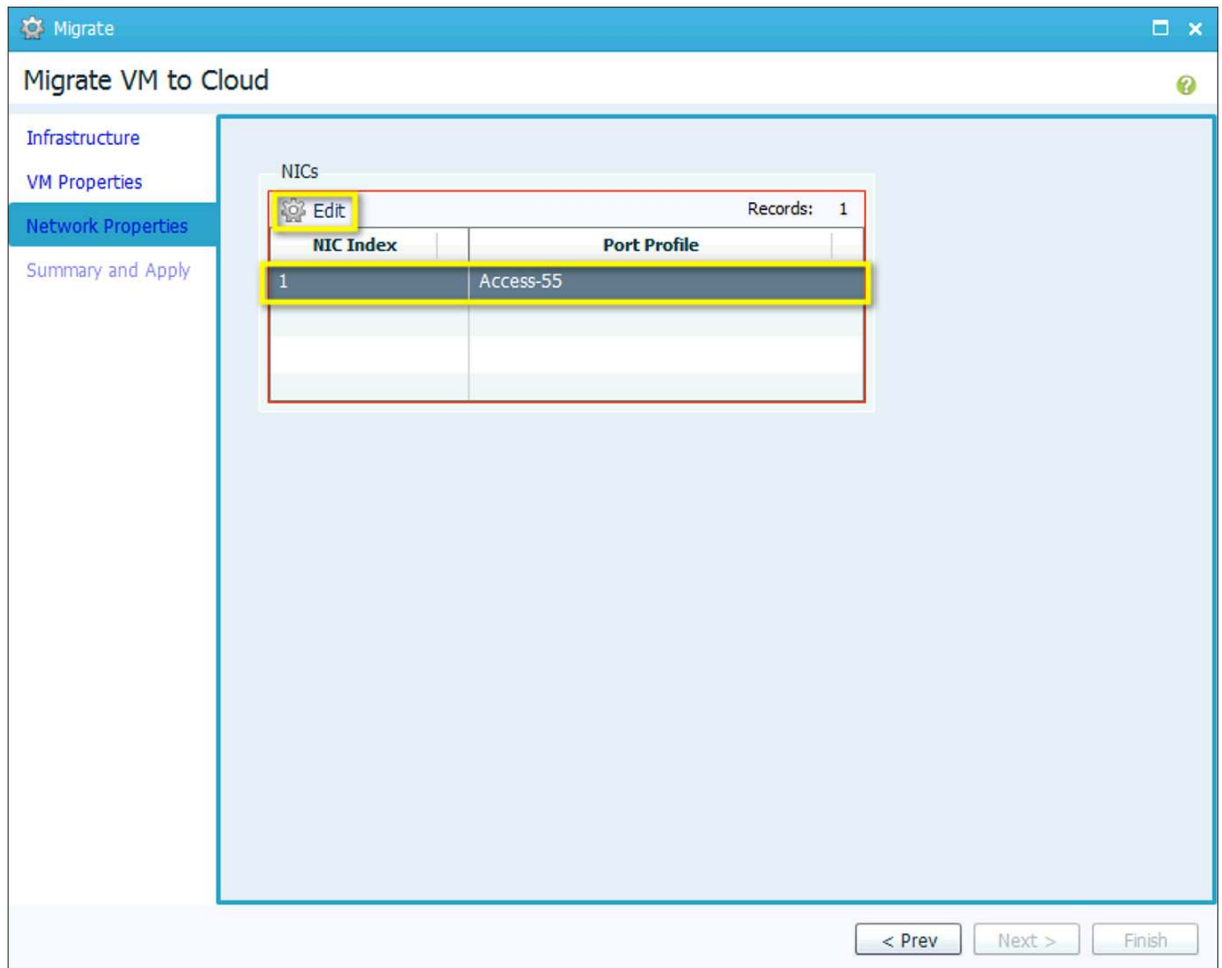 Migrate
Migrate VM to Cloud
Infrastructure
VM Properties
Network Properties
Summary and Apply
NICs
Edit
Records: 1
NIC Index Port Profile
1 Access-55
< Prev Next > Finish